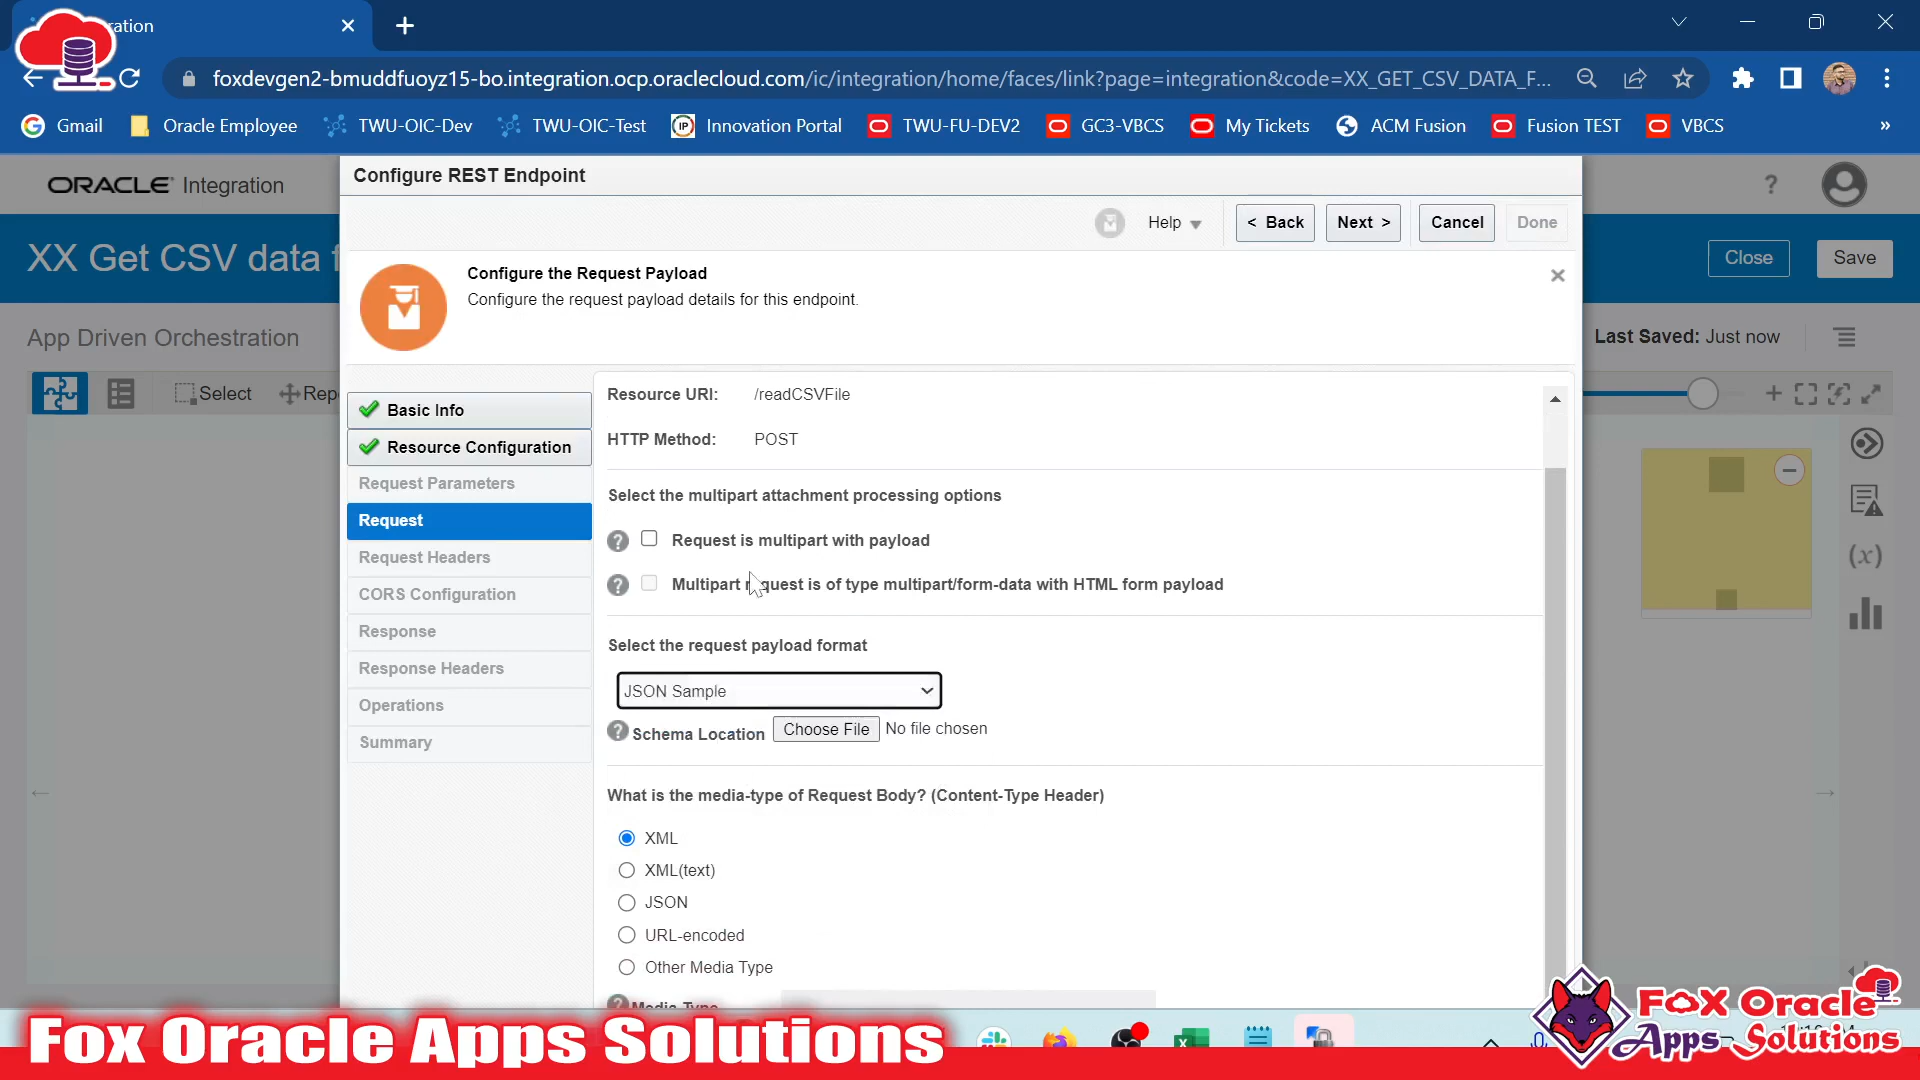 ration
foxdevgen2-bmuddfuoyz15-bo.integration.ocp.oraclecloud.com/ic/integration/home/faces/link?page=integration&code=XX_GET_CSV_DATA_F...
Gmail Oracle Employee TWU-OIC-Dev TWU-OIC-Test IP Innovation Portal TWU-FU-DEV2 GC3-VBCS My Tickets ACM Fusion Fusion TEST VBCS »
Configure REST Endpoint
ORACLE Integration ?
Help < Back Next > Cancel Done
XX Get CSV data f
Close Save
Configure the Request Payload
Configure the request payload details for this endpoint.
App Driven Orchestration
Last Saved: Just now
Select Rep
Resource URI: /readCSVFile
HTTP Method: POST
Basic Info
Resource Configuration
Request Parameters
Request
Request Headers
CORS Configuration
Response
Response Headers
Operations
Summary
Select the multipart attachment processing options
? Request is multipart with payload
? Multipart request is of type multipart/form-data with HTML form payload
Select the request payload format
JSON Sample
? Schema Location Choose File No file chosen
What is the media-type of Request Body? (Content-Type Header)
XML
XML(text)
JSON
URL-encoded
Other Media Type
Media Type
(x)
Fox Oracle Apps Solutions
FoX Oracle
Apps Solutions